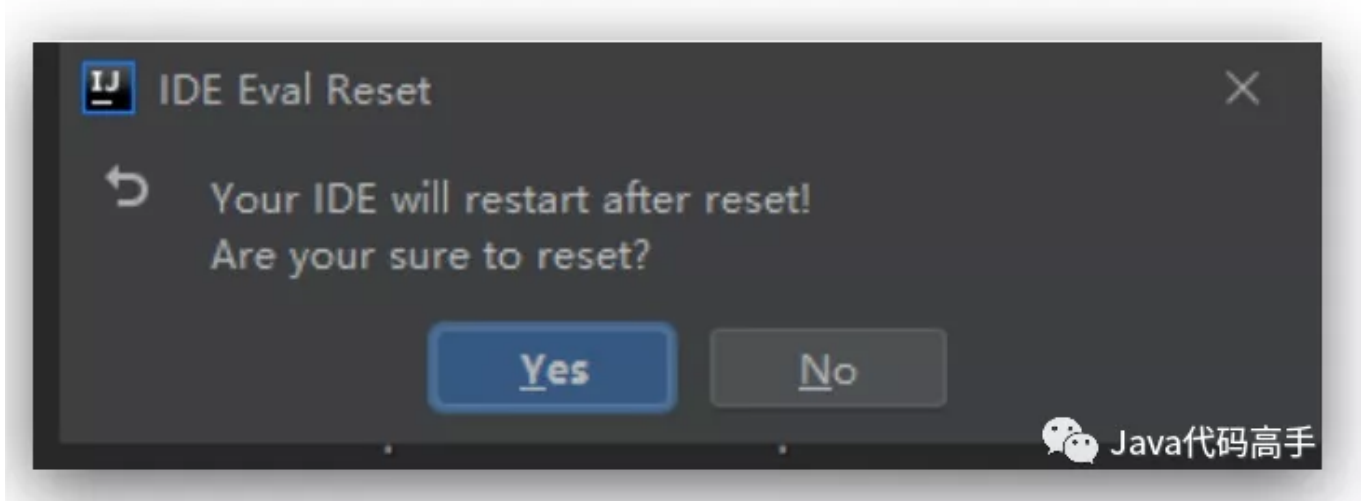 IJ
IDE Eval Reset
Your IDE will restart after reset!
Are your sure to reset?
Yes
No
Java代码高手